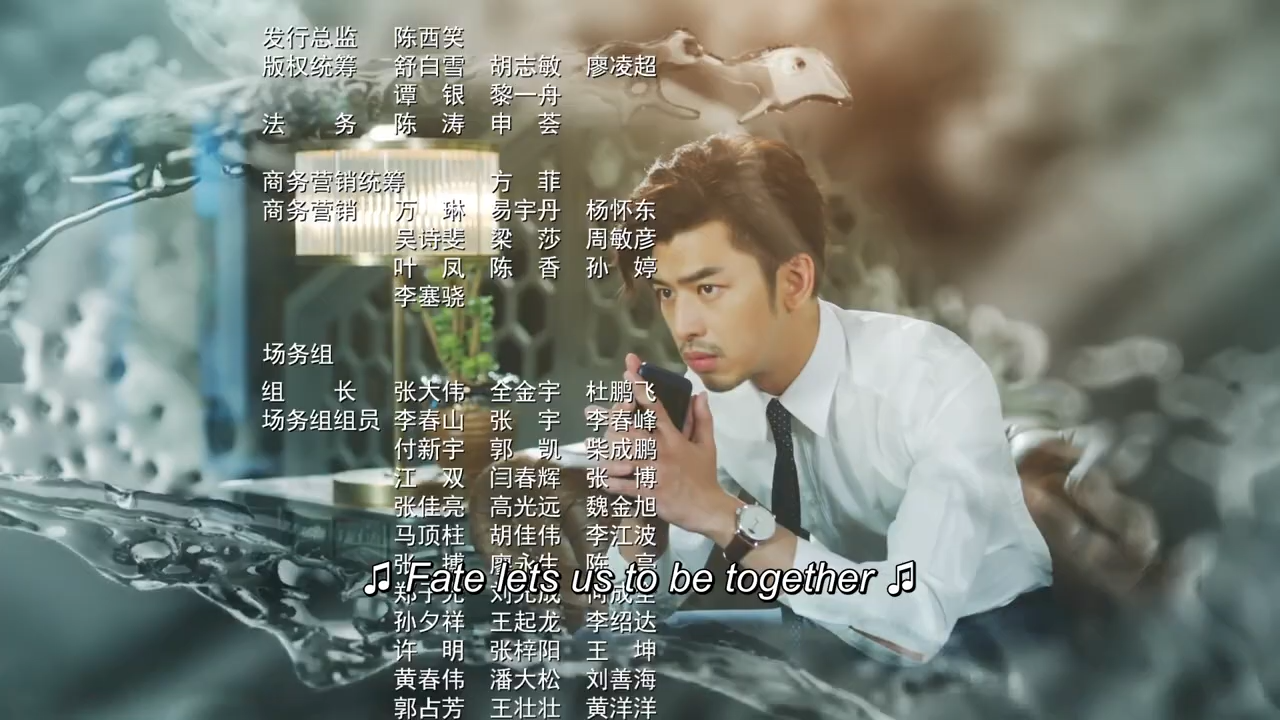 发行总监 陈西笑
版权统筹 舒白雪 胡志敏 廖凌超
谭 银 黎一舟
法 务 陈 涛 申 荟
商务营销统筹 方 菲
商务营销 万 琳 易宇丹 杨怀东
吴诗斐 梁 莎 周敏彦
叶 凤 陈 香 孙 婷
李塞骁
场务组
组 长 张大伟 全金宇 杜鹏飞
场务组组员 李春山 张 宇 李春峰
付新宇 郭 凯 柴成鹏
江 双 闫春辉 张 博
张佳亮 高光远 魏金旭
马顶柱 胡佳伟 李江波
张 搏 廖永生 陈 亮
♫ Fate lets us to be together ♫
孙夕祥 王起龙 李绍达
许 明 张梓阳 王 坤
黄春伟 潘大松 刘善海
郭占芳 王壮壮 黄洋洋